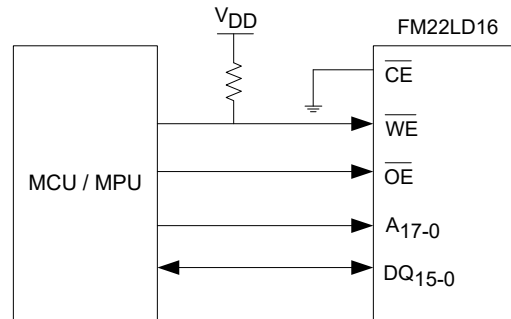 VDD
FM22LD16
CE
WE
MCU / MPU
OE
A17-0
DQ15-0